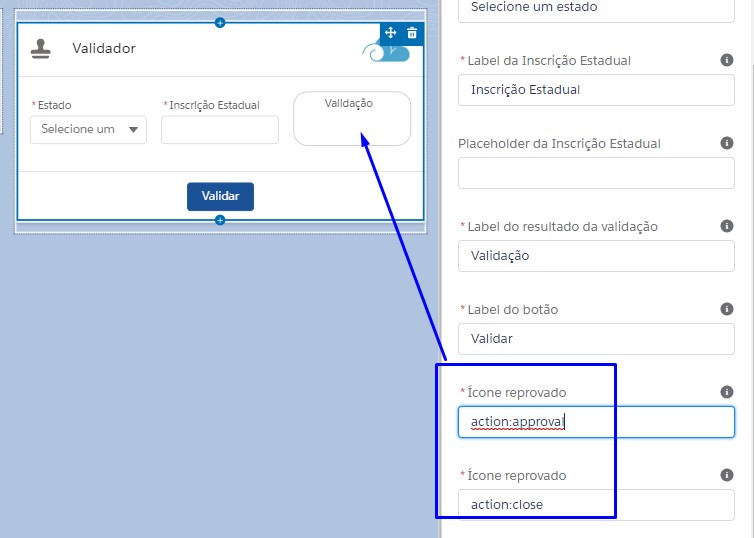 Validador
* Estado
* Inscrição Estadual
Validação
Selecione um
Validar
Selecione um estado
* Label da Inscrição Estadual
Inscrição Estadual
Placeholder da Inscrição Estadual
* Label do resultado da validação
Validação
* Label do botão
Validar
* Ícone reprovado
action:approval
* Ícone reprovado
action:close